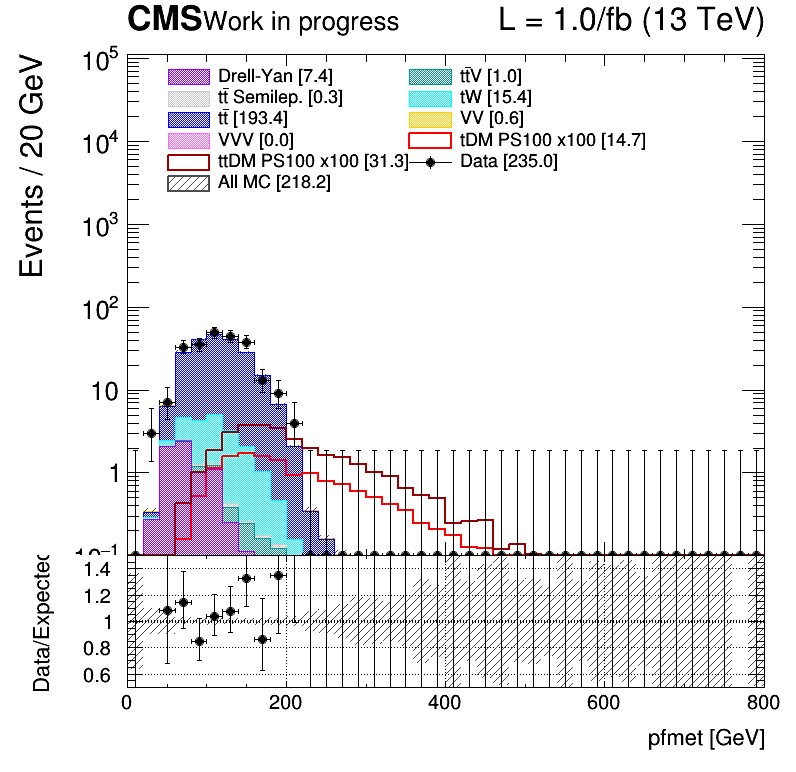 CMS Work in progress L = 1.0/fb (13 TeV)
Events / 20 GeV
10⁵
10⁴
10³
10²
10
1
10⁻¹
Drell-Yan [7.4]
tt̄V [1.0]
tt̄ Semilep. [0.3]
tW [15.4]
tt̄ [193.4]
VV [0.6]
VVV [0.0]
tDM PS100 x100 [14.7]
ttDM PS100 x100 [31.3]
Data [235.0]
All MC [218.2]
Data/Expected
1.4
1.2
1
0.8
0.6
0 200 400 600 800
pfmet [GeV]